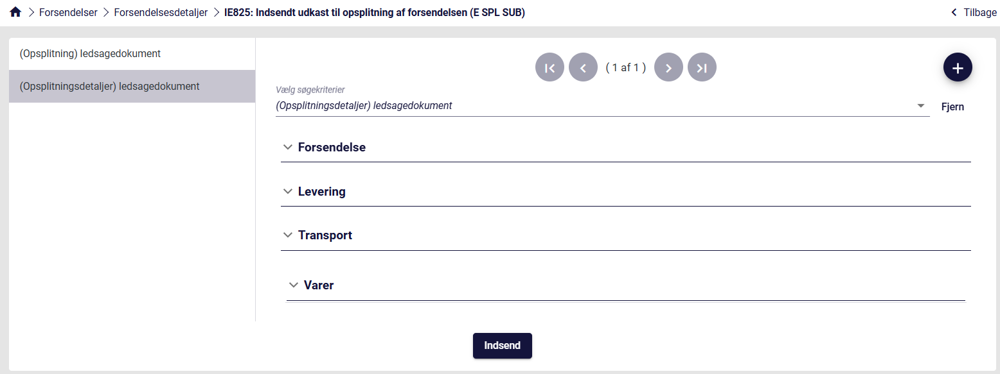 Forsendelser Forsendelsesdetaljer IE825: Indsendt udkast til opsplitning af forsendelsen (E SPL SUB) Tilbage
(Opsplitning) ledsagedokument
(Opsplitningsdetaljer) ledsagedokument
( 1 af 1 )
Vælg søgekriterier
(Opsplitningsdetaljer) ledsagedokument
Fjern
Forsendelse
Levering
Transport
Varer
Indsend